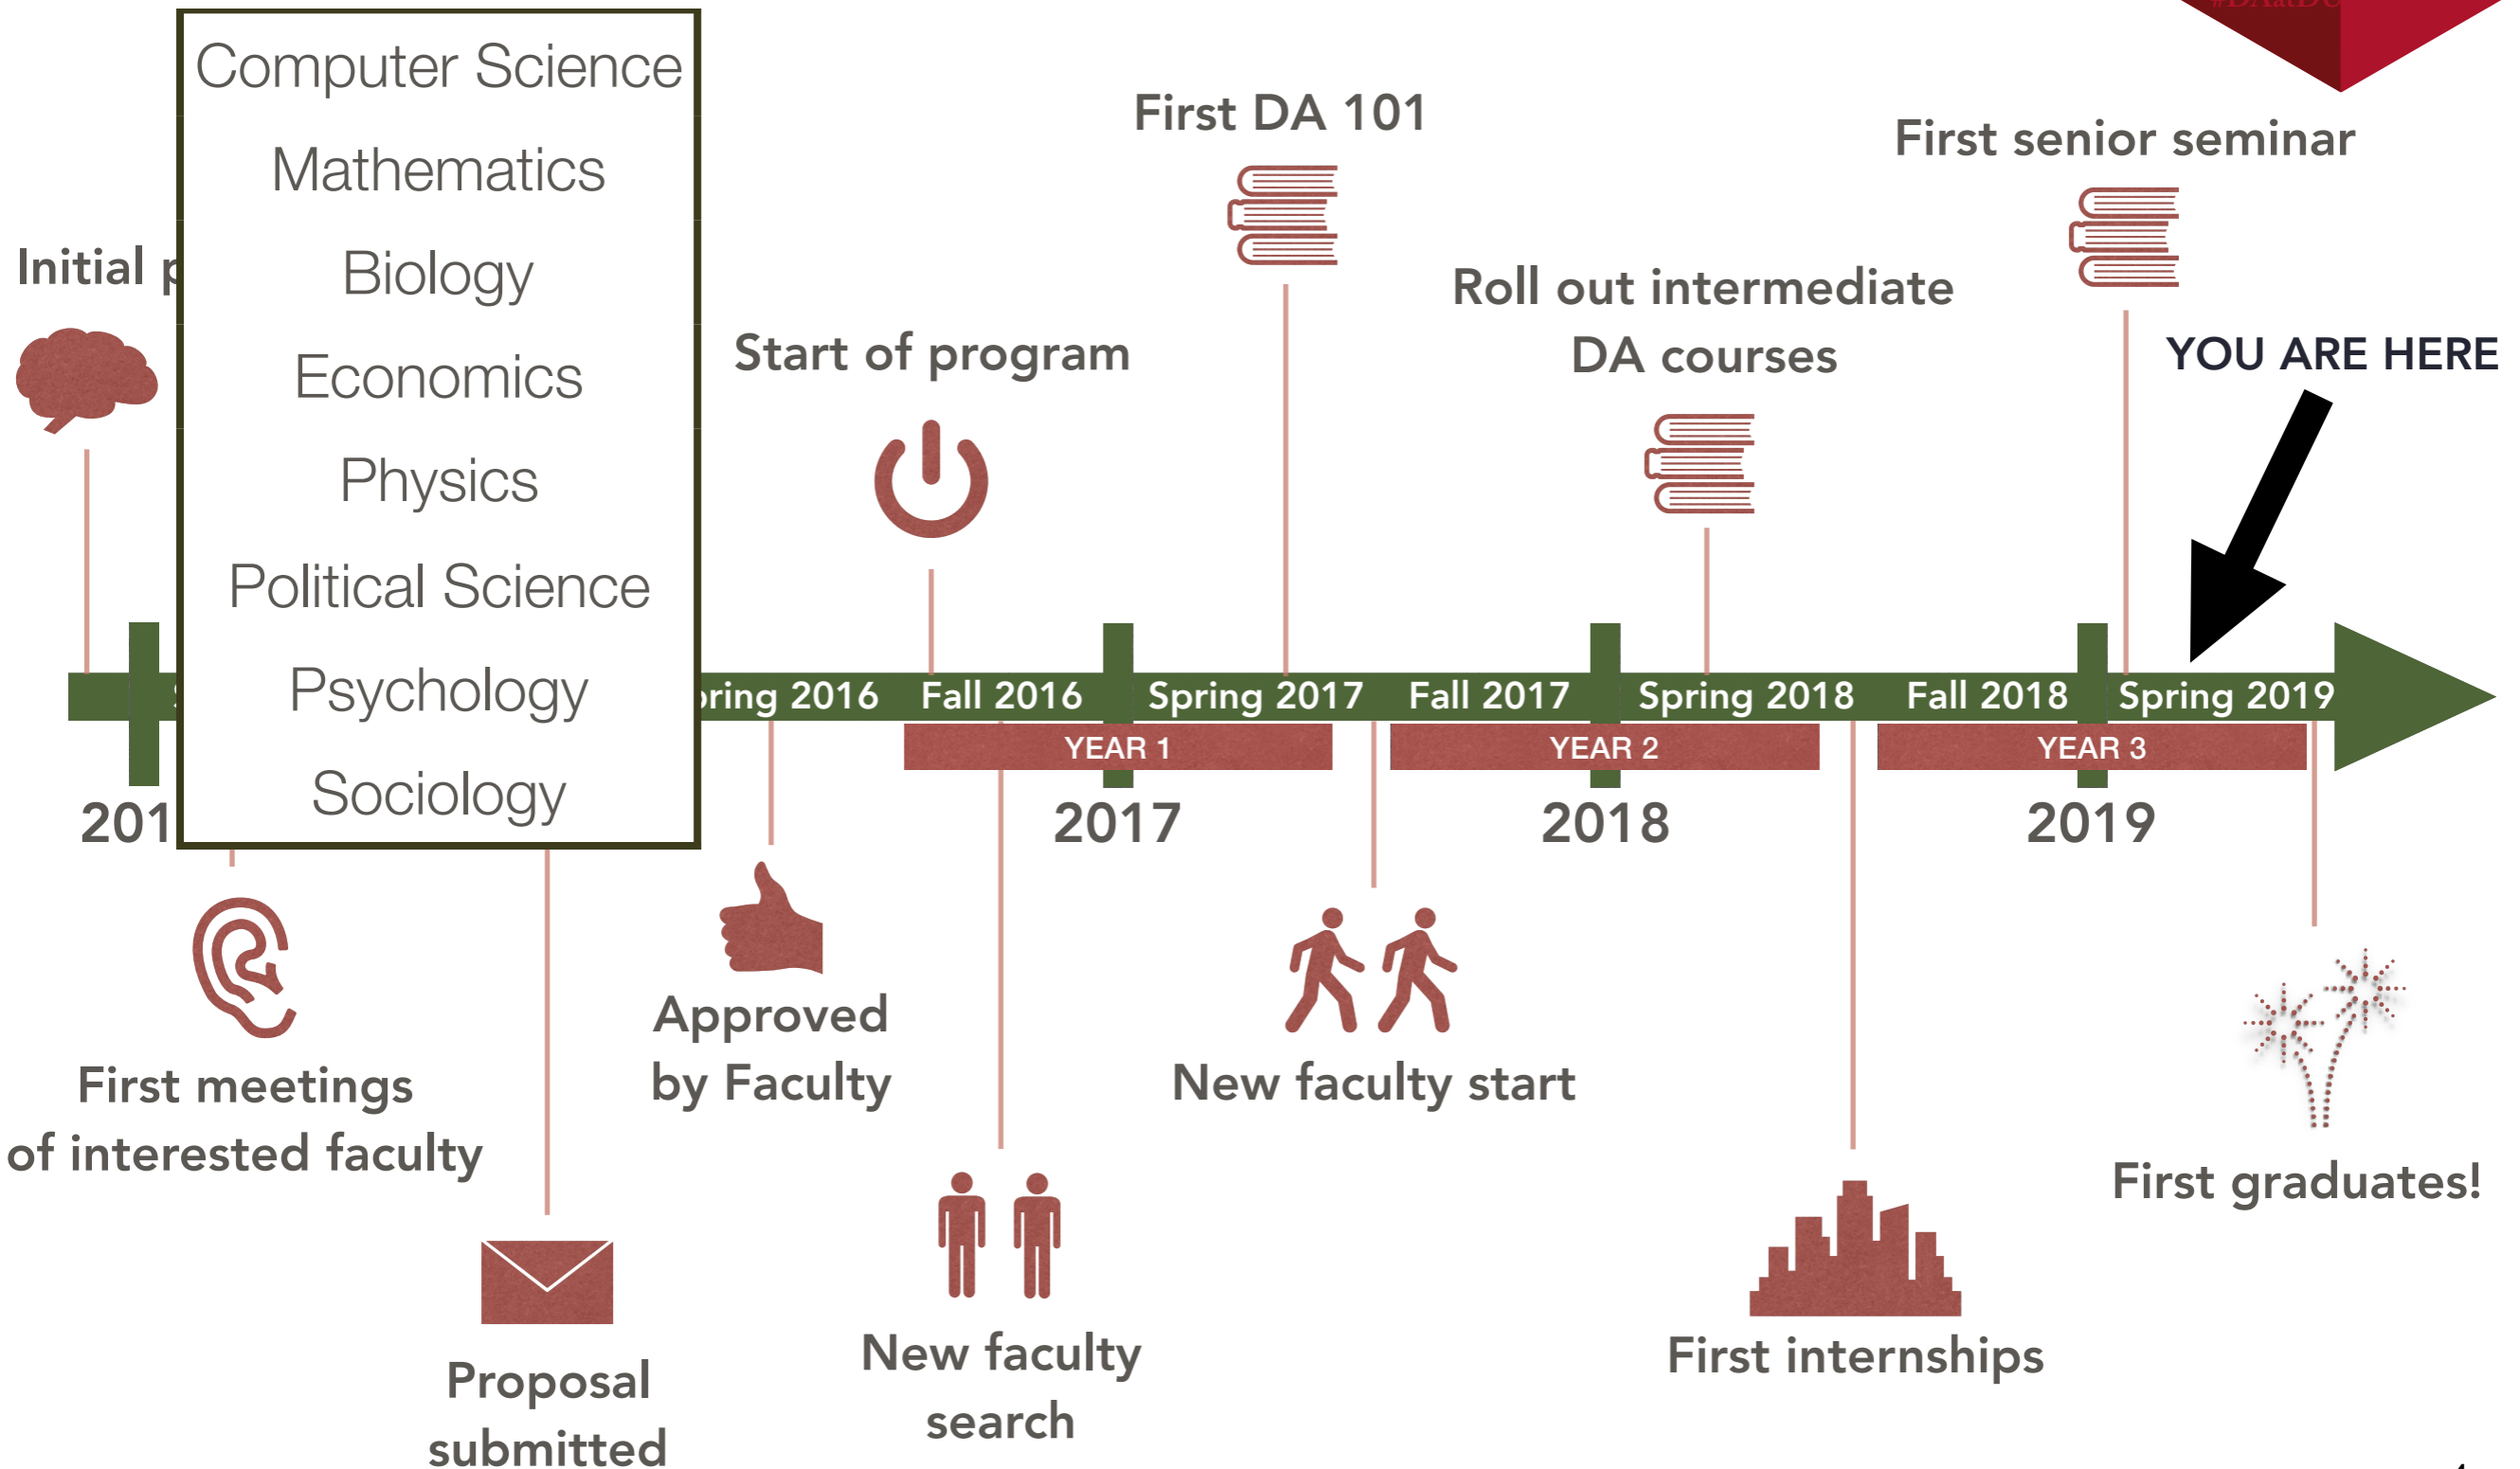 #DAatDU
Computer Science
Mathematics
Biology
Economics
Physics
Political Science
Psychology
Sociology
Initial
First DA 101
First senior seminar
Roll out intermediate
DA courses
Start of program
YOU ARE HERE
2016 Fall 2016 Spring 2017 Fall 2017 Spring 2018 Fall 2018 Spring 2019
YEAR 1 YEAR 2 YEAR 3
2017 2018 2019
First meetings
of interested faculty
Approved
by Faculty
New faculty start
First graduates!
Proposal
submitted
New faculty
search
First internships